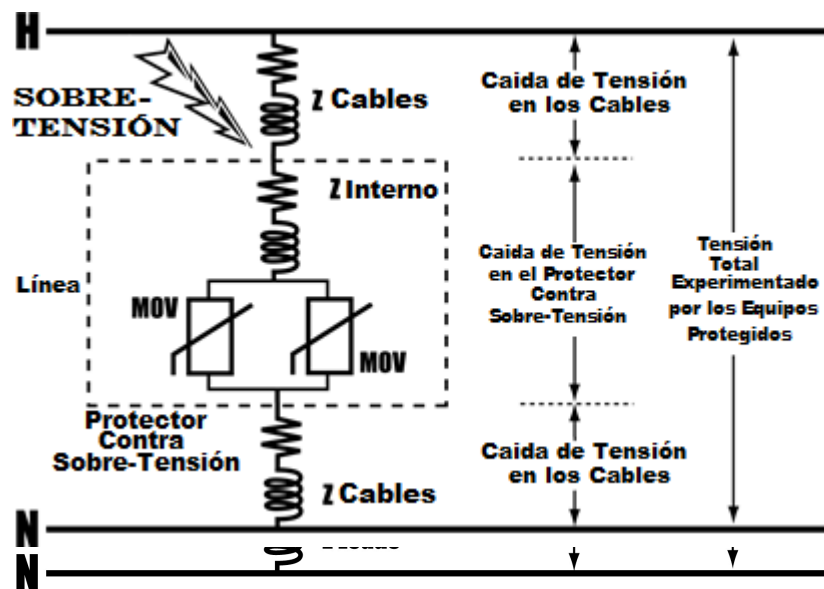 H
SOBRE-
TENSIÓN
Z Cables
Caida de Tensión
en los Cables
Z Interno
Línea
MOV
MOV
Caida de Tensión
en el Protector
Contra
Sobre-Tensión
Tensión
Total
Experimentado
por los Equipos
Protegidos
Protector
Contra
Sobre-Tensión
Z Cables
Caida de Tensión
en los Cables
N
N